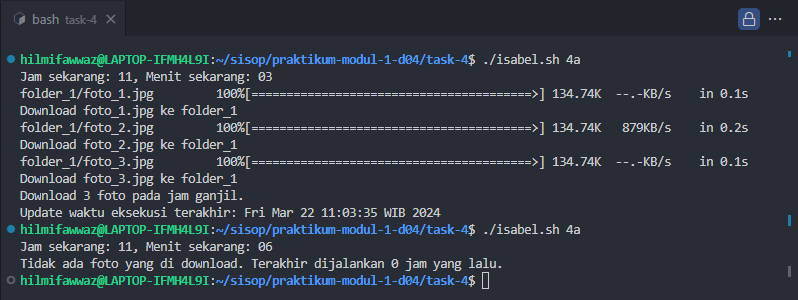 bash task-4
hilmifawwaz@LAPTOP-IFMH4L9I:~/sisop/praktikum-modul-1-d04/task-4$ ./isabel.sh 4a
Jam sekarang: 11, Menit sekarang: 03
folder_1/foto_1.jpg 100%[=======================================>] 134.74K --.-KB/s in 0.1s
Download foto_1.jpg ke folder_1
folder_1/foto_2.jpg 100%[=======================================>] 134.74K 879KB/s in 0.2s
Download foto_2.jpg ke folder_1
folder_1/foto_3.jpg 100%[=======================================>] 134.74K --.-KB/s in 0.1s
Download foto_3.jpg ke folder_1
Download 3 foto pada jam ganjil.
Update waktu eksekusi terakhir: Fri Mar 22 11:03:35 WIB 2024
hilmifawwaz@LAPTOP-IFMH4L9I:~/sisop/praktikum-modul-1-d04/task-4$ ./isabel.sh 4a
Jam sekarang: 11, Menit sekarang: 06
Tidak ada foto yang di download. Terakhir dijalankan 0 jam yang lalu.
hilmifawwaz@LAPTOP-IFMH4L9I:~/sisop/praktikum-modul-1-d04/task-4$